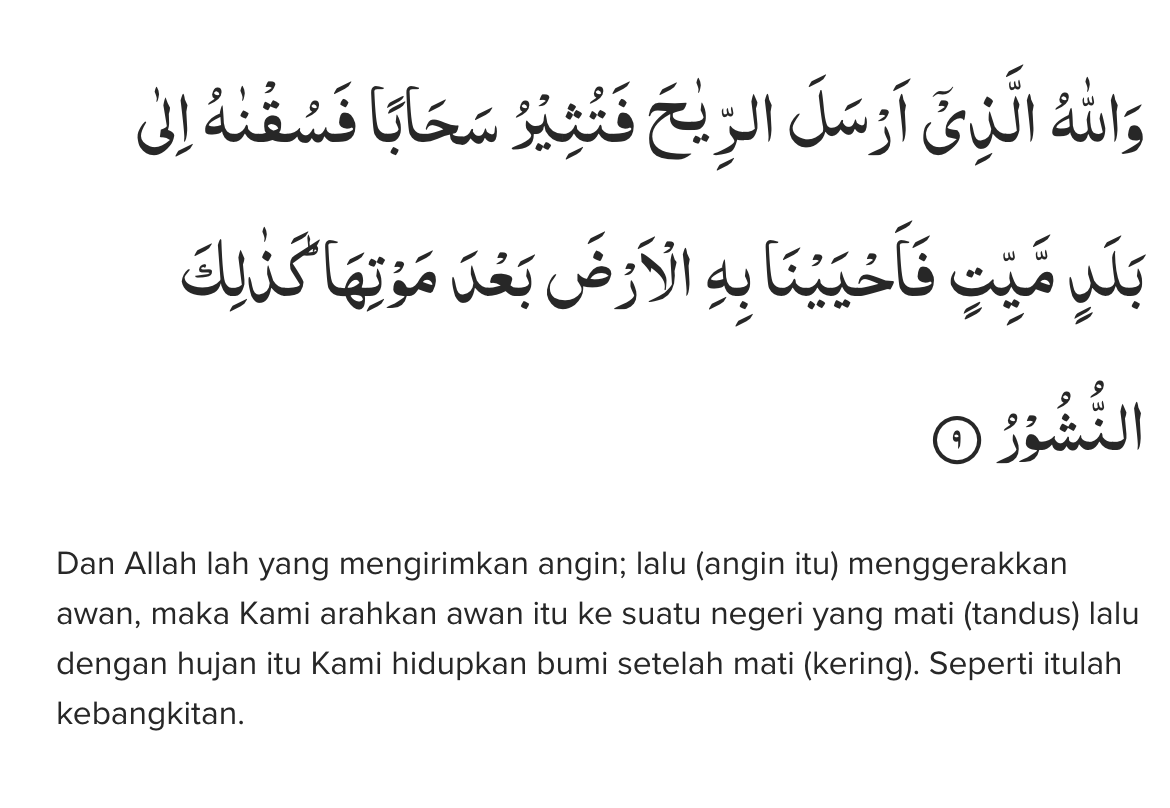 وَاللّٰهُ الَّذِيْٓ اَرْسَلَ الرِّيٰحَ فَتُثِيْرُ سَحَابًا فَسُقْنٰهُ اِلٰى
بَلَدٍ مَّيِّتٍ فَاَحْيَيْنَا بِهِ الْاَرْضَ بَعْدَ مَوْتِهَاۗ كَذٰلِكَ
النُّشُوْرُ ٩
Dan Allah lah yang mengirimkan angin; lalu (angin itu) menggerakkan
awan, maka Kami arahkan awan itu ke suatu negeri yang mati (tandus) lalu
dengan hujan itu Kami hidupkan bumi setelah mati (kering). Seperti itulah
kebangkitan.